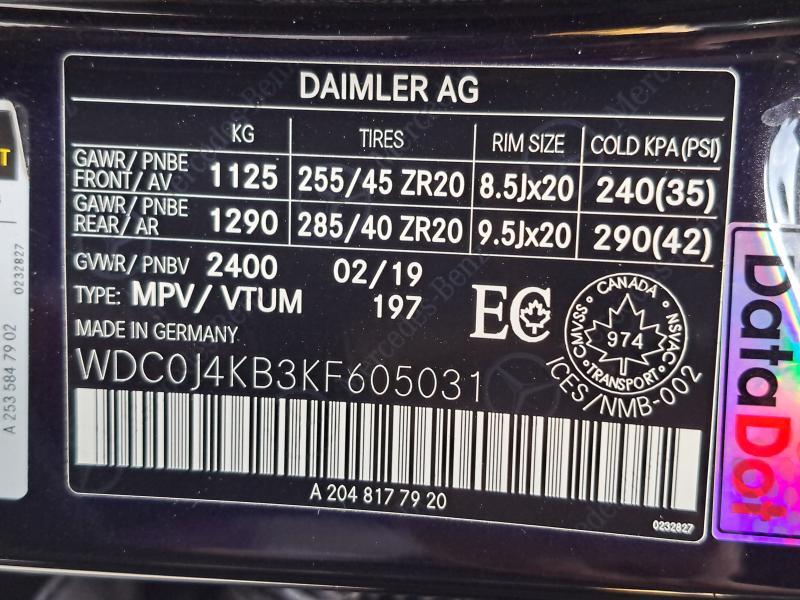 DAIMLER AG
KG TIRES RIM SIZE COLD KPA (PSI)
GAWR/ PNBE
FRONT/ AV 1125 255/45 ZR20 8.5Jx20 240(35)
GAWR/ PNBE
REAR/ AR 1290 285/40 ZR20 9.5Jx20 290(42)
GVWR/ PNBV 2400 02/19
TYPE: MPV/ VTUM 197
MADE IN GERMANY
WDC0J4KB3KF605031
A 204 817 79 20
0232827
EC
CANADA
CMVSS
NSVAC
974
TRANSPORT
ICES/NMB-002
T
0232827
A 253 584 79 02
DataDot
Mercedes-Benz